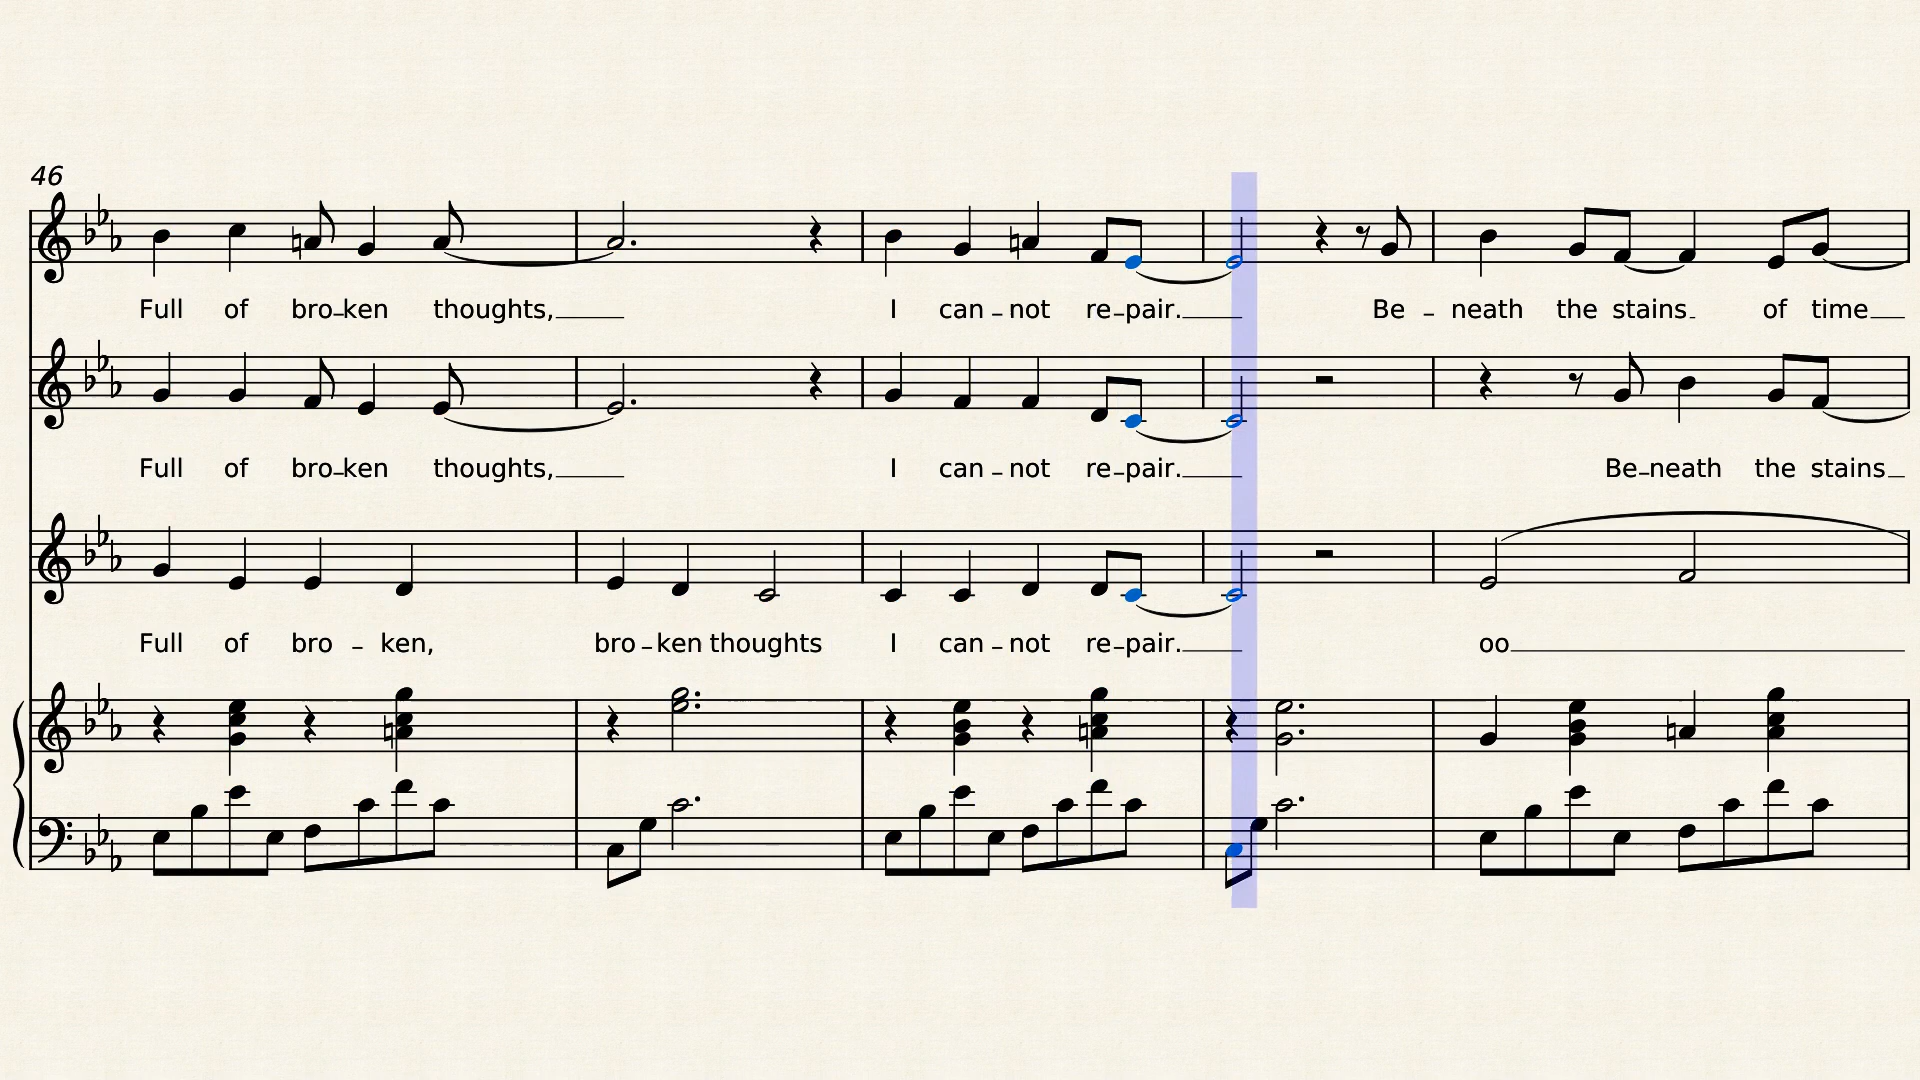 46
Full of bro-ken thoughts, I can-not re-pair. Be-neath the stains of time
Full of bro-ken thoughts, I can-not re-pair. Be-neath the stains
Full of bro-ken, bro-ken thoughts I can-not re-pair. oo